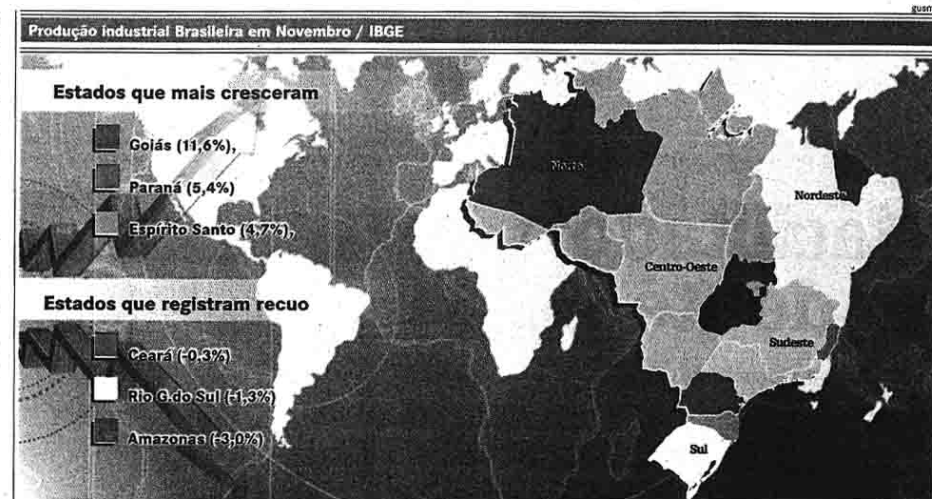 Produção industrial Brasileira em Novembro / IBGE
Estados que mais cresceram
Goiás (11,6%),
Paraná (5,4%)
Espírito Santo (4,7%),
Estados que registram recuo
Ceará (-0,3%)
Rio G.do Sul (-1,3%)
Amazonas (-3,0%)
Norte
Nordeste
Centro-Oeste
Sudeste
Sul